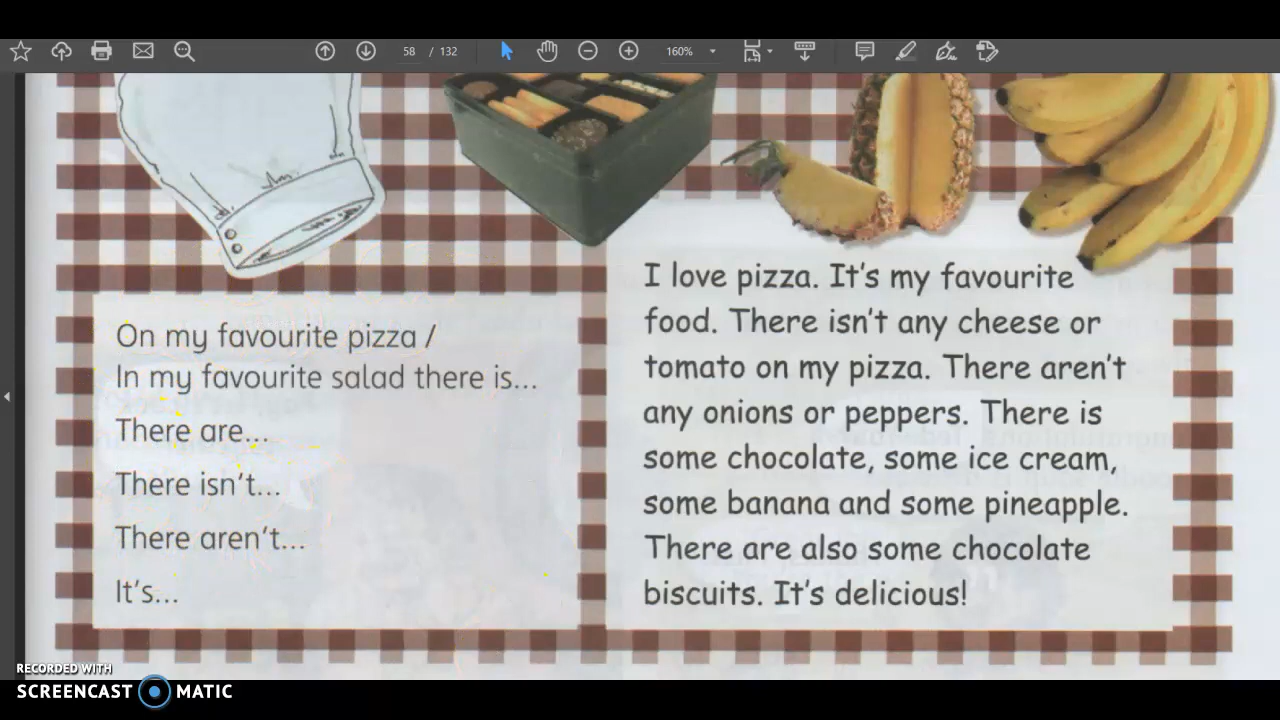 58 / 132
160%
On my favourite pizza /
In my favourite salad there is...
There are...
There isn't...
There aren't...
It's...
I love pizza. It's my favourite
food. There isn't any cheese or
tomato on my pizza. There aren't
any onions or peppers. There is
some chocolate, some ice cream,
some banana and some pineapple.
There are also some chocolate
biscuits. It's delicious!
RECORDED WITH
SCREENCAST MATIC